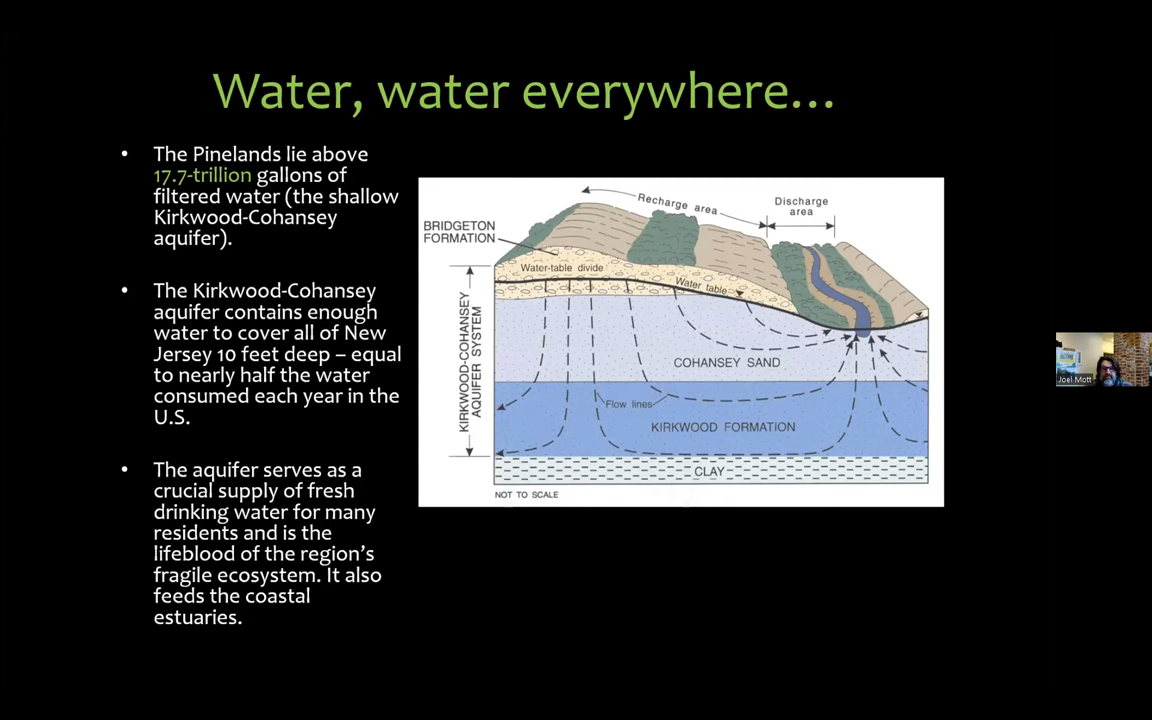 Water, water everywhere...
• The Pinelands lie above
17.7-trillion gallons of
filtered water (the shallow
Kirkwood-Cohansey
aquifer).
• The Kirkwood-Cohansey
aquifer contains enough
water to cover all of New
Jersey 10 feet deep – equal
to nearly half the water
consumed each year in the
U.S.
• The aquifer serves as a
crucial supply of fresh
drinking water for many
residents and is the
lifeblood of the region's
fragile ecosystem. It also
feeds the coastal
estuaries.
Recharge area
Discharge
area
BRIDGETON
FORMATION
Water-table divide
Water table
KIRKWOOD-COHANSEY
AQUIFER SYSTEM
COHANSEY SAND
Flow lines
KIRKWOOD FORMATION
CLAY
NOT TO SCALE
Joel Mott